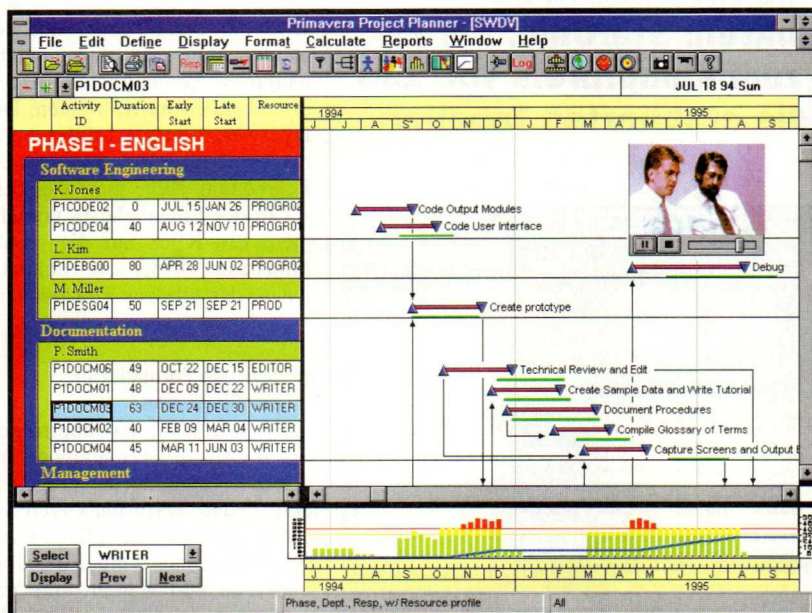 Primavera Project Planner - [SWDV]
File Edit Define Display Format Calculate Reports Window Help
Resp Log ?
P1DOCM03 JUL 18 94 Sun
Activity ID Duration Early Start Late Start Resource
1994 1995
J J A S O N D J F M A M J J A S
PHASE I - ENGLISH
Software Engineering
K. Jones
P1CODE02 0 JUL 15 JAN 26 PROGR02 Code Output Modules
P1CODE04 40 AUG 12 NOV 10 PROGR01 Code User Interface
L. Kim
P1DEBG00 80 APR 28 JUN 02 PROGR02 Debug
M. Miller
P1DESG04 50 SEP 21 SEP 21 PROD Create prototype
Documentation
P. Smith
P1DOCM06 49 OCT 22 DEC 15 EDITOR Technical Review and Edit
P1DOCM01 48 DEC 09 DEC 22 WRITER Create Sample Data and Write Tutorial
P1DOCM03 63 DEC 24 DEC 30 WRITER Document Procedures
P1DOCM02 40 FEB 09 MAR 04 WRITER Compile Glossary of Terms
P1DOCM04 45 MAR 11 JUN 03 WRITER Capture Screens and Output E
Management
Select WRITER
Display Prev Next
J J A S O N D J F M A M J J A S
1994 1995
Phase, Dept., Resp, w/ Resource profile All